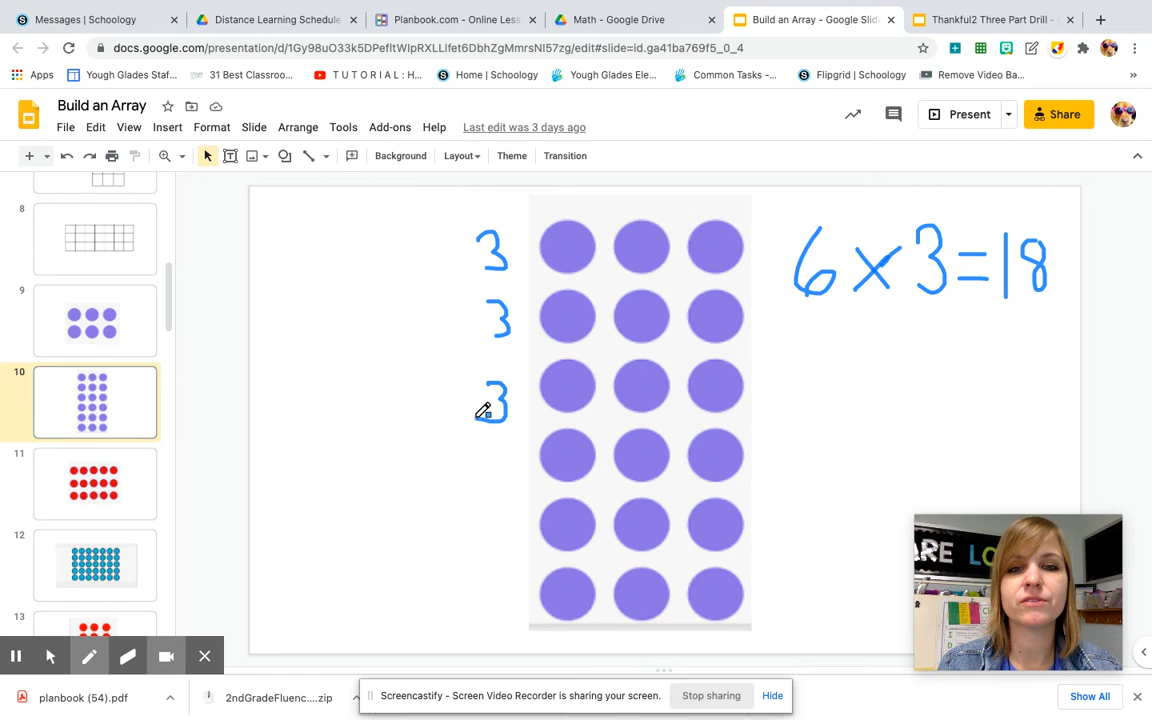 Messages | Schoology
Distance Learning Schedule
Planbook.com - Online Less
Math - Google Drive
Build an Array - Google Slid
Thankful2 Three Part Drill -
docs.google.com/presentation/d/1Gy98uO33k5DPefltWIpRXLLlfet6DbhZgMmrsNl57zg/edit#slide=id.ga41ba769f5_0_4
Apps
Yough Glades Staf...
31 Best Classroo...
T U T O R I A L : H...
Home | Schoology
Yough Glades Ele...
Common Tasks -...
Flipgrid | Schoology
Remove Video Ba...
»
Build an Array
File Edit View Insert Format Slide Arrange Tools Add-ons Help Last edit was 3 days ago
Present
Share
Background Layout Theme Transition
8
9
10
11
12
13
3
3
3
6 x 3 = 18
ARE LO
planbook (54).pdf
2ndGradeFluenc....zip
Screencastify - Screen Video Recorder is sharing your screen.
Stop sharing
Hide
Show All